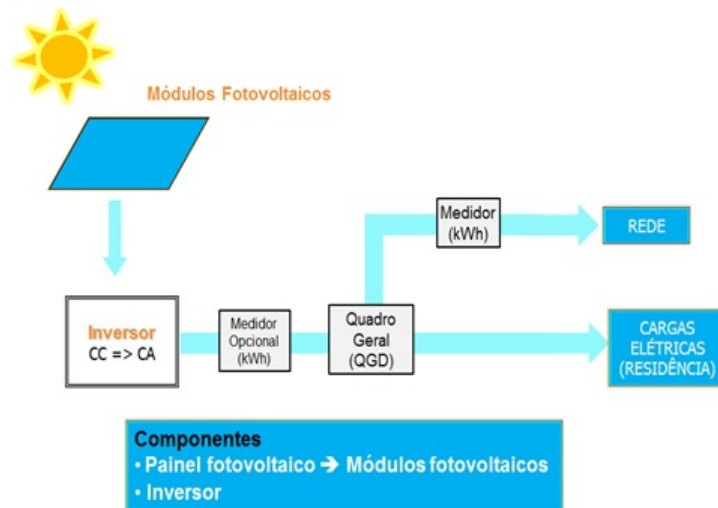 Módulos Fotovoltaicos
Medidor
(kWh)
REDE
Inversor
CC => CA
Medidor
Opcional
(kWh)
Quadro
Geral
(QGD)
CARGAS
ELÉTRICAS
(RESIDÊNCIA)
Componentes
• Painel fotovoltaico ➔ Módulos fotovoltaicos
• Inversor